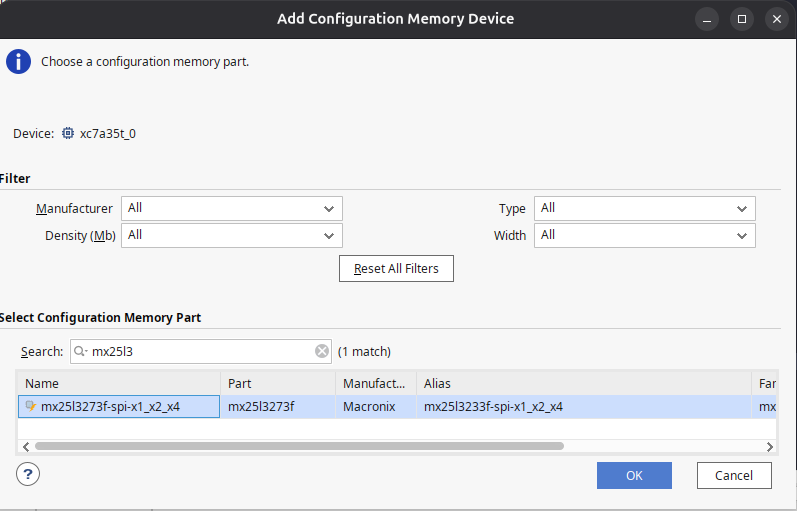 Add Configuration Memory Device
Choose a configuration memory part.
Device: xc7a35t_0
Filter
Manufacturer All Type All
Density (Mb) All Width All
Reset All Filters
Select Configuration Memory Part
Search: mx25l3 (1 match)
Name Part Manufact... Alias Far
mx25l3273f-spi-x1_x2_x4 mx25l3273f Macronix mx25l3233f-spi-x1_x2_x4 mx
? OK Cancel